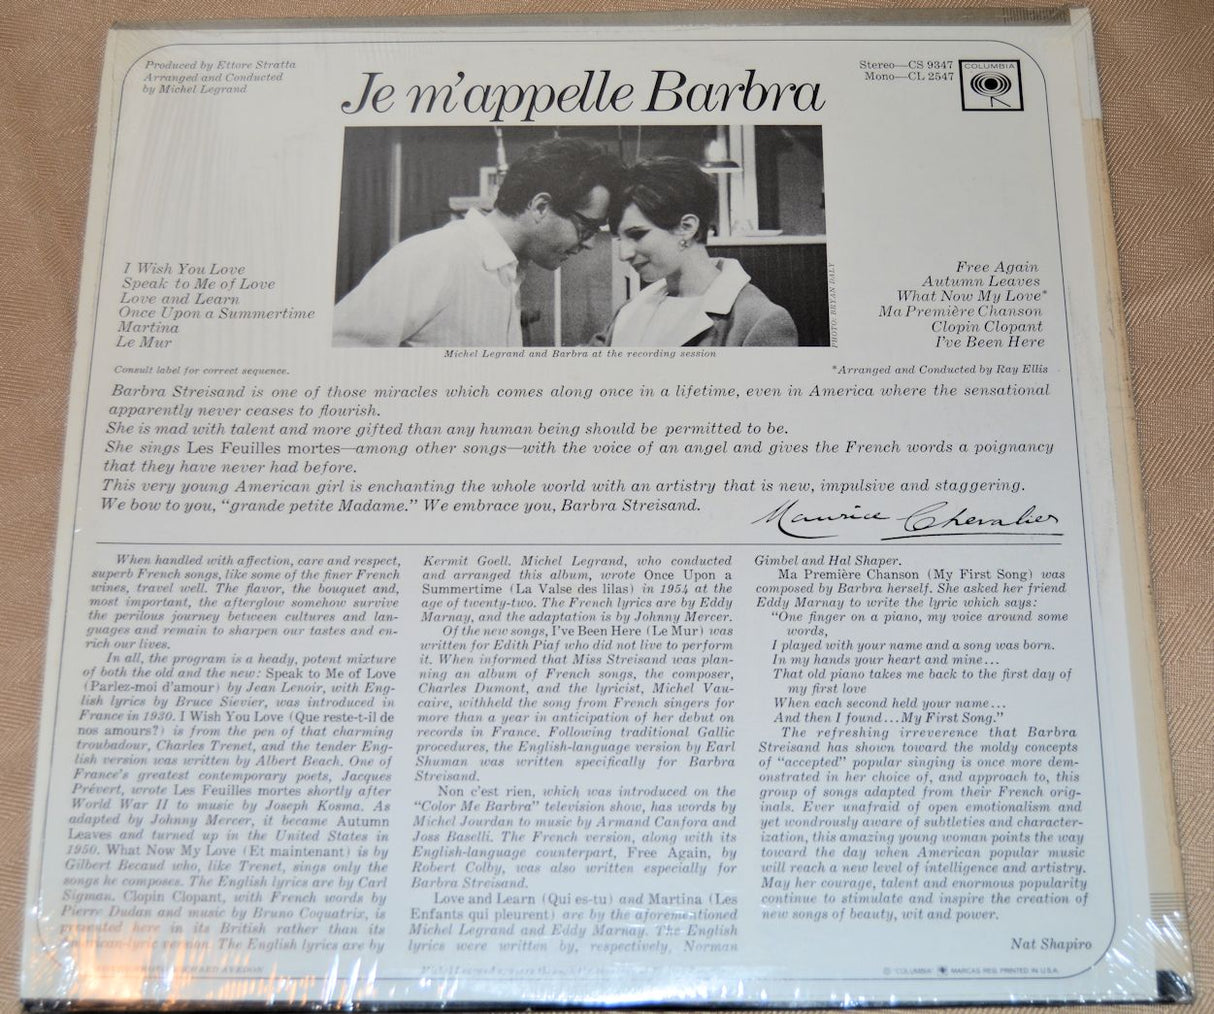 Produced by Ettore Stratta
Arranged and Conducted
by Michel Legrand
Je m'appelle Barbra
Stereo—CS 9347
Mono—CL 2547
COLUMBIA
I Wish You Love
Speak to Me of Love
Love and Learn
Once Upon a Summertime
Martina
Le Mur
Consult label for correct sequence.
PHOTO: BRYAN DALY
Michel Legrand and Barbra at the recording session
Free Again
Autumn Leaves
What Now My Love*
Ma Première Chanson
Clopin Clopant
I've Been Here
*Arranged and Conducted by Ray Ellis
Barbra Streisand is one of those miracles which comes along once in a lifetime, even in America where the sensational
apparently never ceases to flourish.
She is mad with talent and more gifted than any human being should be permitted to be.
She sings Les Feuilles mortes—among other songs—with the voice of an angel and gives the French words a poignancy
that they have never had before.
This very young American girl is enchanting the whole world with an artistry that is new, impulsive and staggering.
We bow to you, "grande petite Madame." We embrace you, Barbra Streisand.
Maurice Chevalier
When handled with affection, care and respect,
superb French songs, like some of the finer French
wines, travel well. The flavor, the bouquet and,
most important, the afterglow somehow survive
the perilous journey between cultures and lan-
guages and remain to sharpen our tastes and en-
rich our lives.
In all, the program is a heady, potent mixture
of both the old and the new: Speak to Me of Love
(Parlez-moi d'amour) by Jean Lenoir, with Eng-
lish lyrics by Bruce Sievier, was introduced in
France in 1930. I Wish You Love (Que reste-t-il de
nos amours?) is from the pen of that charming
troubadour, Charles Trenet, and the tender Eng-
lish version was written by Albert Beach. One of
France's greatest contemporary poets, Jacques
Prévert, wrote Les Feuilles mortes shortly after
World War II to music by Joseph Kosma. As
adapted by Johnny Mercer, it became Autumn
Leaves and turned up in the United States in
1950. What Now My Love (Et maintenant) is by
Gilbert Becaud who, like Trenet, sings only the
songs he composes. The English lyrics are by Carl
Sigman. Clopin Clopant, with French words by
Pierre Dudan and music by Bruno Coquatrix, is
presented here in its British rather than its
American-lyric version. The English lyrics are by
Kermit Goell. Michel Legrand, who conducted
and arranged this album, wrote Once Upon a
Summertime (La Valse des lilas) in 1954 at the
age of twenty-two. The French lyrics are by Eddy
Marnay, and the adaptation is by Johnny Mercer.
Of the new songs, I've Been Here (Le Mur) was
written for Edith Piaf who did not live to perform
it. When informed that Miss Streisand was plan-
ning an album of French songs, the composer,
Charles Dumont, and the lyricist, Michel Vau-
caire, withheld the song from French singers for
more than a year in anticipation of her debut on
records in France. Following traditional Gallic
procedures, the English-language version by Earl
Shuman was written specifically for Barbra
Streisand.
Non c'est rien, which was introduced on the
"Color Me Barbra" television show, has words by
Michel Jourdan to music by Armand Canfora and
Joss Baselli. The French version, along with its
English-language counterpart, Free Again, by
Robert Colby, was also written especially for
Barbra Streisand.
Love and Learn (Qui es-tu) and Martina (Les
Enfants qui pleurent) are by the aforementioned
Michel Legrand and Eddy Marnay. The English
lyrics were written by, respectively, Norman
Gimbel and Hal Shaper.
Ma Première Chanson (My First Song) was
composed by Barbra herself. She asked her friend
Eddy Marnay to write the lyric which says:
"One finger on a piano, my voice around some
words,
I played with your name and a song was born.
In my hands your heart and mine...
That old piano takes me back to the first day of
my first love
When each second held your name...
And then I found...My First Song."
The refreshing irreverence that Barbra
Streisand has shown toward the moldy concepts
of "accepted" popular singing is once more dem-
onstrated in her choice of, and approach to, this
group of songs adapted from their French orig-
inals. Ever unafraid of open emotionalism and
yet wondrously aware of subtleties and character-
ization, this amazing young woman points the way
toward the day when American popular music
will reach a new level of intelligence and artistry.
May her courage, talent and enormous popularity
continue to stimulate and inspire the creation of
new songs of beauty, wit and power.
Nat Shapiro
© "COLUMBIA" MARCAS REG. PRINTED IN U.S.A.